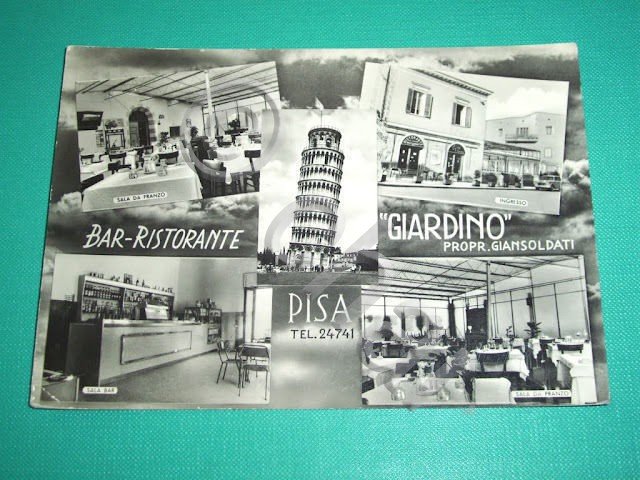 SALA DA PRANZO
INGRESSO
BAR-RISTORANTE
"GIARDINO"
PROPR. GIANSOLDATI
PISA
TEL. 24741
SALA BAR
SALA DA PRANZO